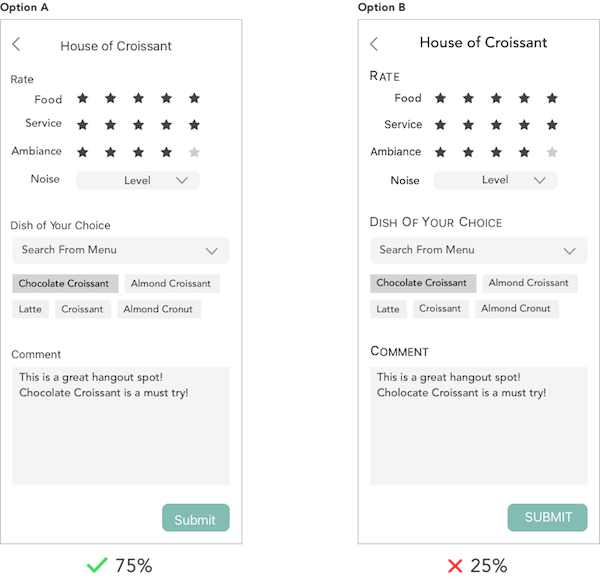 Option A
House of Croissant
Rate
Food
Service
Ambiance
Noise Level
Dish of Your Choice
Search From Menu
Chocolate Croissant Almond Croissant
Latte Croissant Almond Cronut
Comment
This is a great hangout spot!
Chocolate Croissant is a must try!
Submit
75%
Option B
House of Croissant
RATE
Food
Service
Ambiance
Noise Level
DISH OF YOUR CHOICE
Search From Menu
Chocolate Croissant Almond Croissant
Latte Croissant Almond Cronut
COMMENT
This is a great hangout spot!
Cholocate Croissant is a must try!
SUBMIT
25%